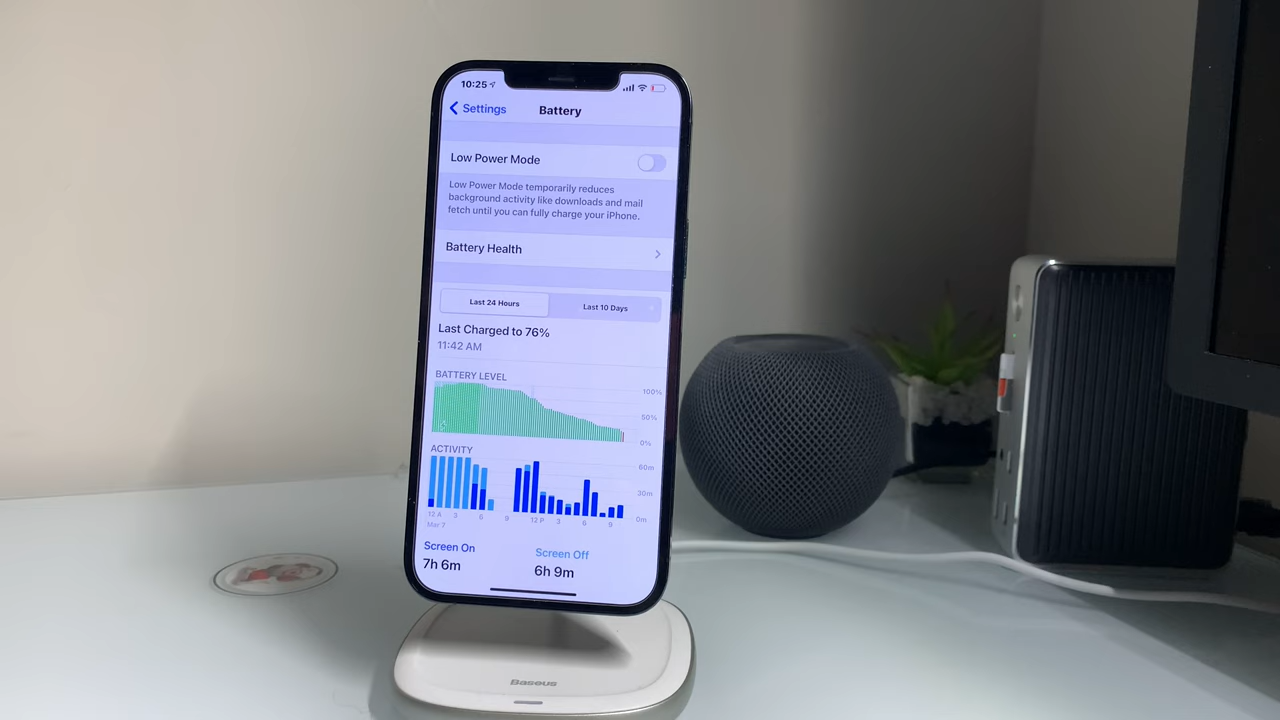 10:25
Settings
Battery
Low Power Mode
Low Power Mode temporarily reduces
background activity like downloads and mail
fetch until you can fully charge your iPhone.
Battery Health
Last 24 Hours Last 10 Days
Last Charged to 76%
11:42 AM
BATTERY LEVEL
100%
50%
0%
ACTIVITY
60m
30m
0m
12 A 3 6 9 12 P 3 6 9
Mar 7
Screen On Screen Off
7h 6m 6h 9m
Baseus